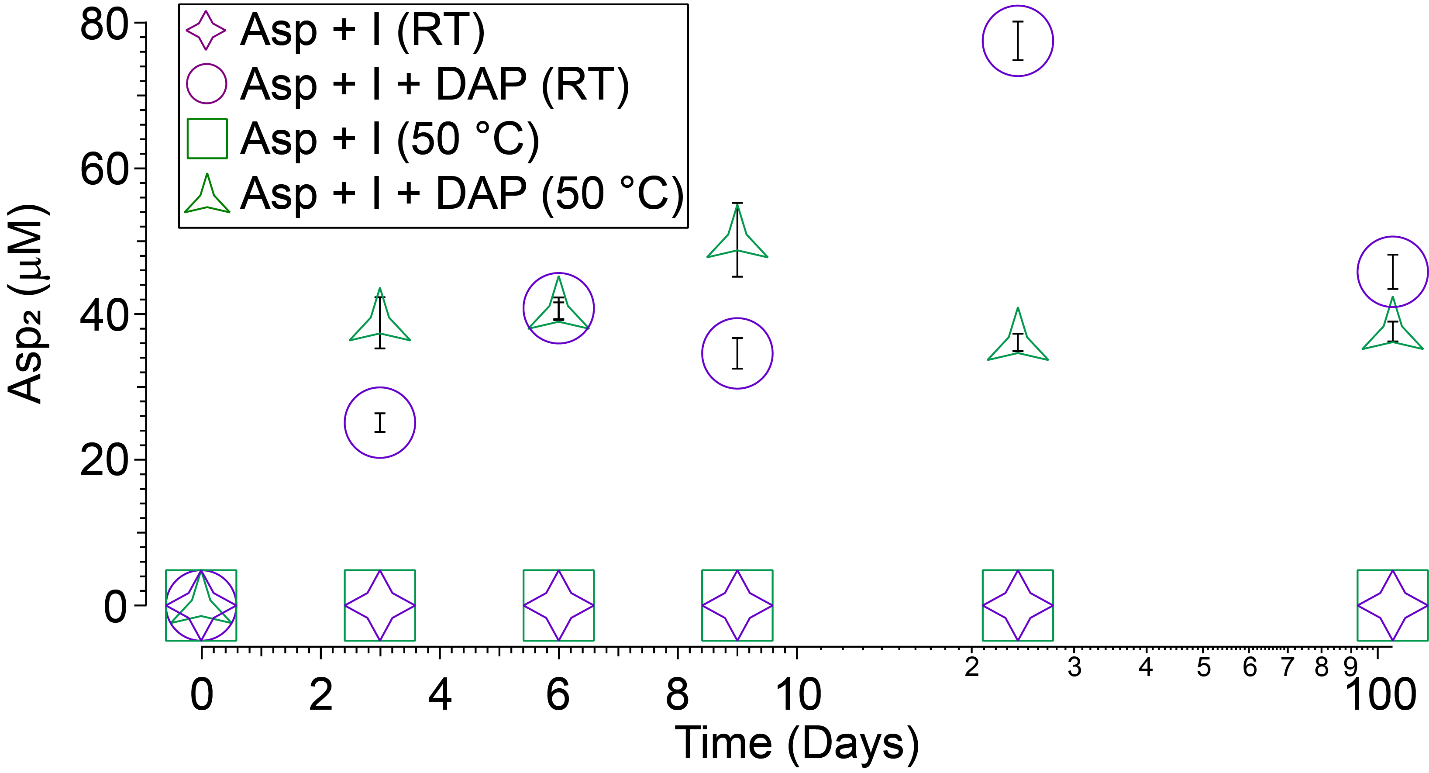 Asp + I (RT)
Asp + I + DAP (RT)
Asp + I (50 °C)
Asp + I + DAP (50 °C)
Asp₂ (μM)
80
60
40
20
0
0 2 4 6 8 10 2 3 4 5 6 7 8 9 100
Time (Days)